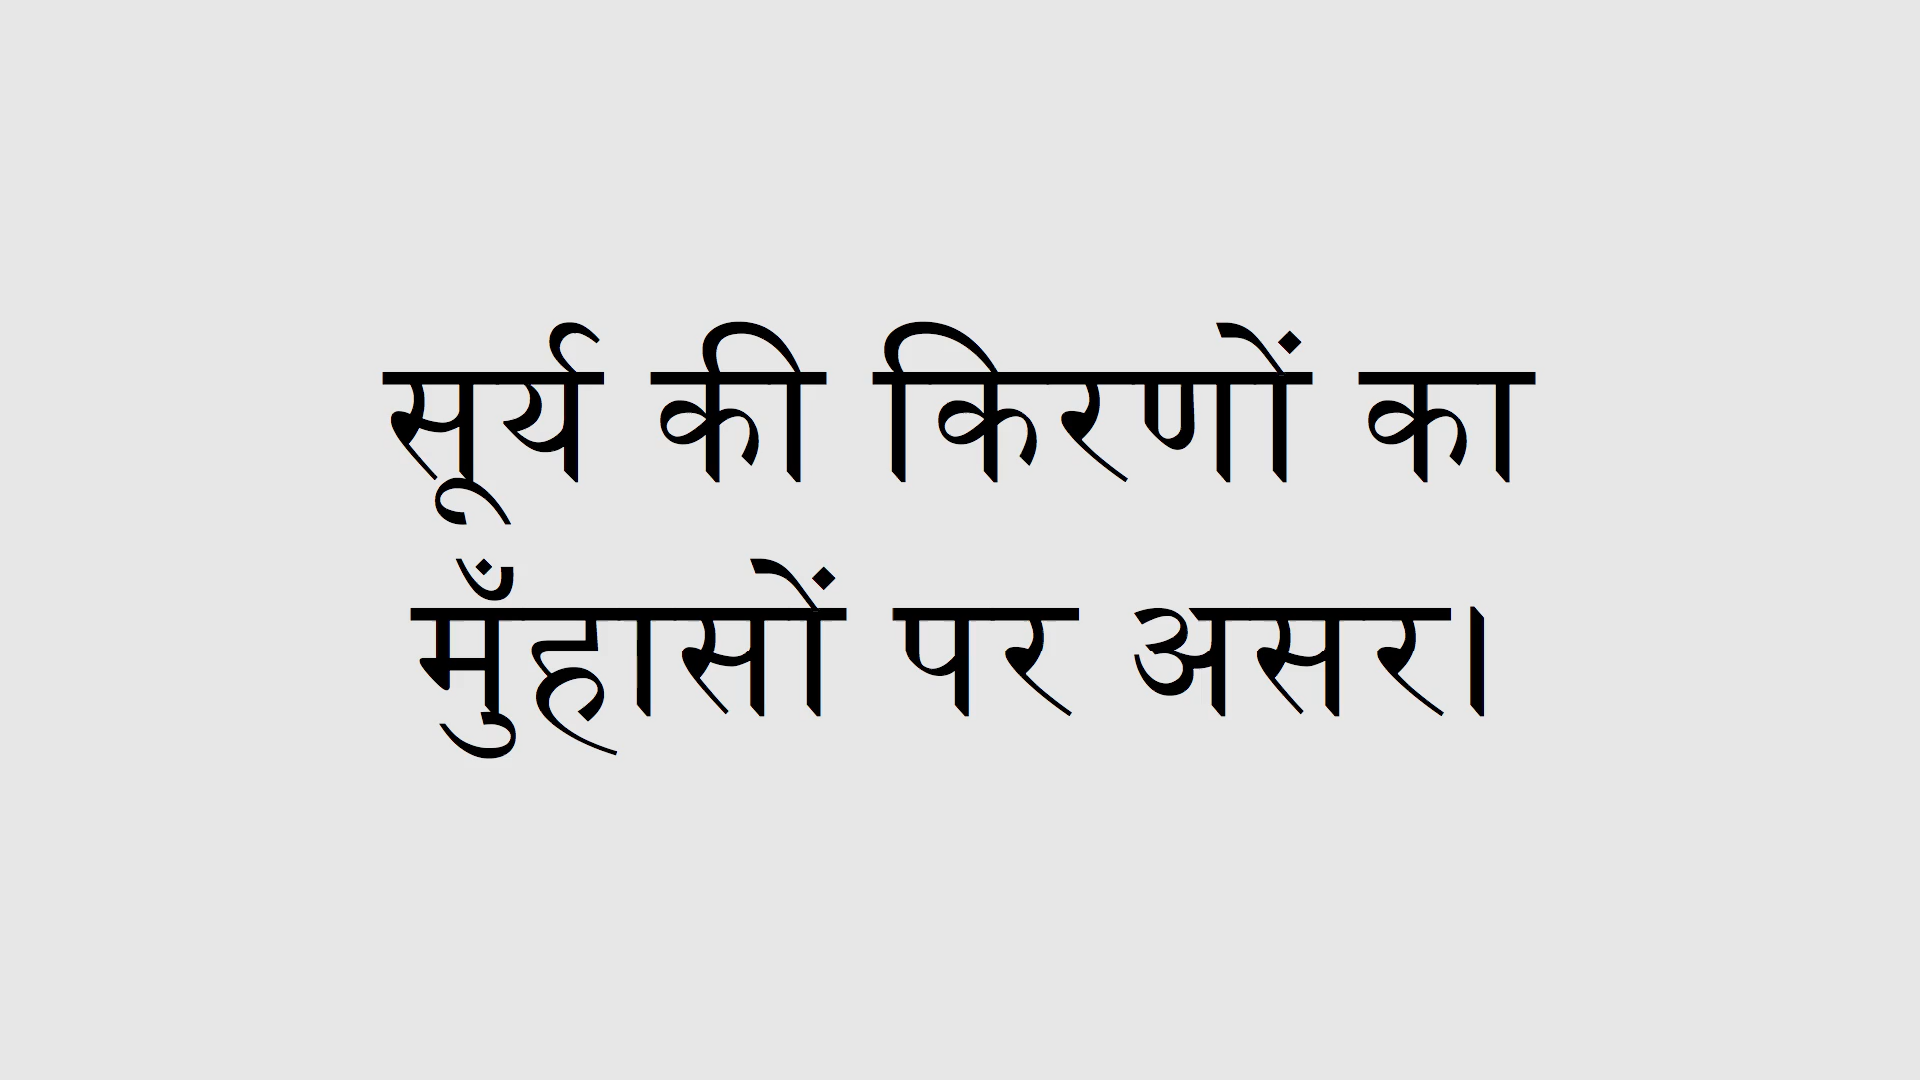 सूर्य की किरणों का
मुँहासों पर असर।